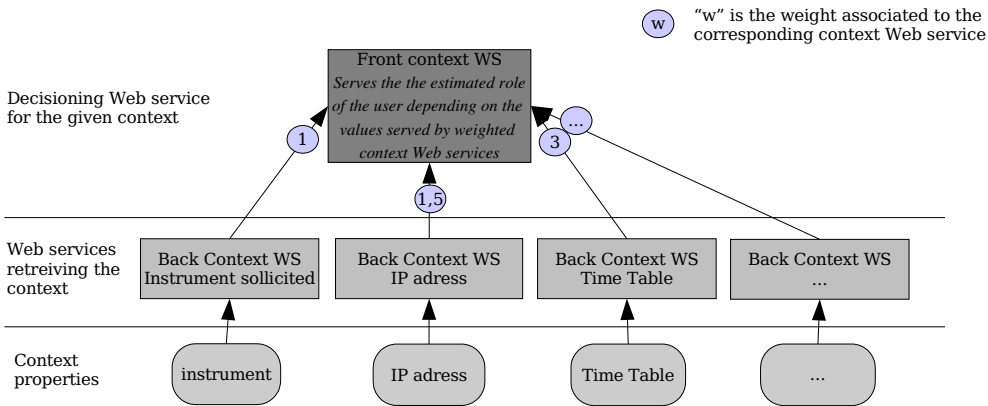 w
“w” is the weight associated to the
corresponding context Web service
Front context WS
Serves the the estimated role
of the user depending on the
values served by weighted
context Web services
Decisioning Web service
for the given context
1
1,5
3
...
Web services
retreiving the
context
Back Context WS
Instrument sollicited
Back Context WS
IP adress
Back Context WS
Time Table
Back Context WS
...
Context
properties
instrument
IP adress
Time Table
...